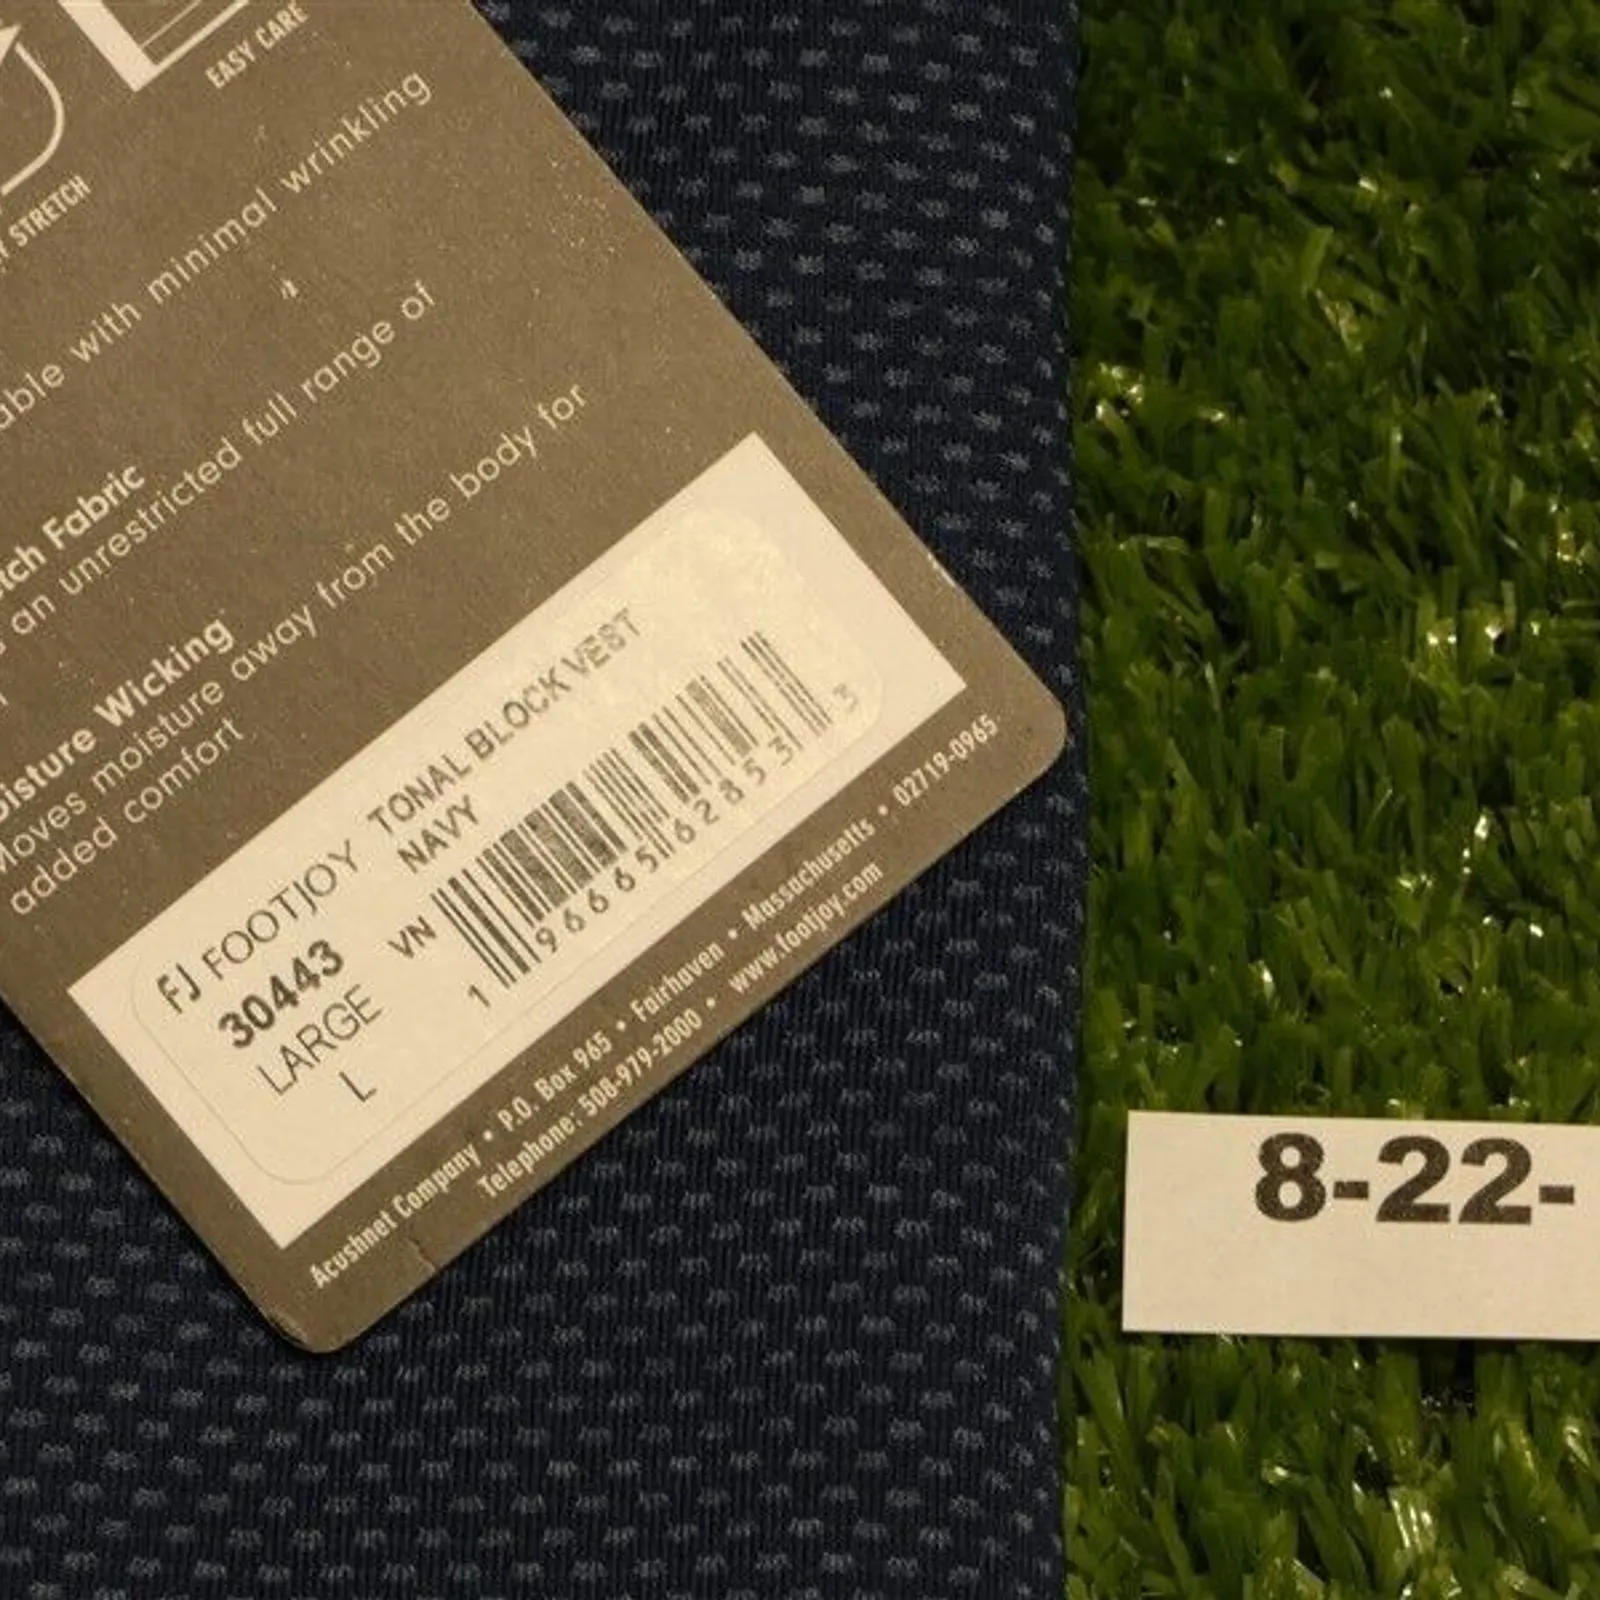 EASY CARE
STRETCH
able with minimal wrinkling
tch Fabric
an unrestricted full range of
oisture Wicking
Moves moisture away from the body for
added comfort
FJ FOOTJOY TONAL BLOCK VEST
30443 NAVY
LARGE VN
L
1 96665 62853 3
Acushnet Company • P.O. Box 965 • Fairhaven • Massachusetts • 02719-0965
Telephone: 508-979-2000 • www.footjoy.com
8-22-